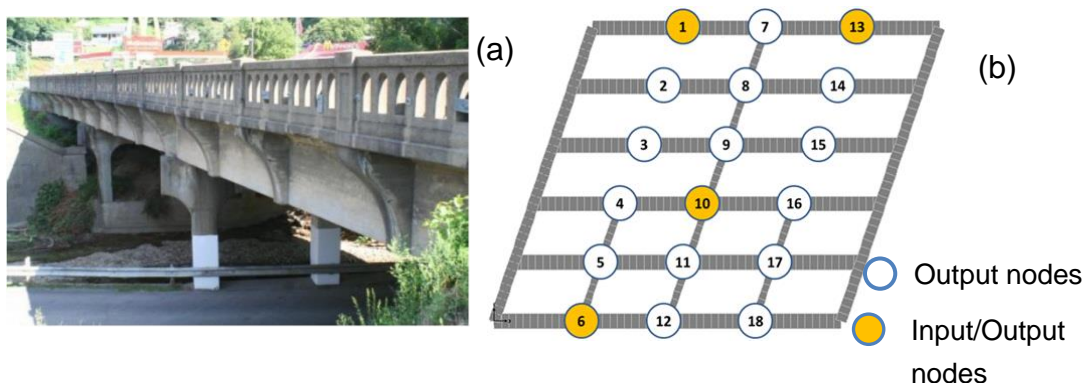 (a)
(b)
1 7 13
2 8 14
3 9 15
4 10 16
5 11 17
6 12 18
Output nodes
Input/Output
nodes